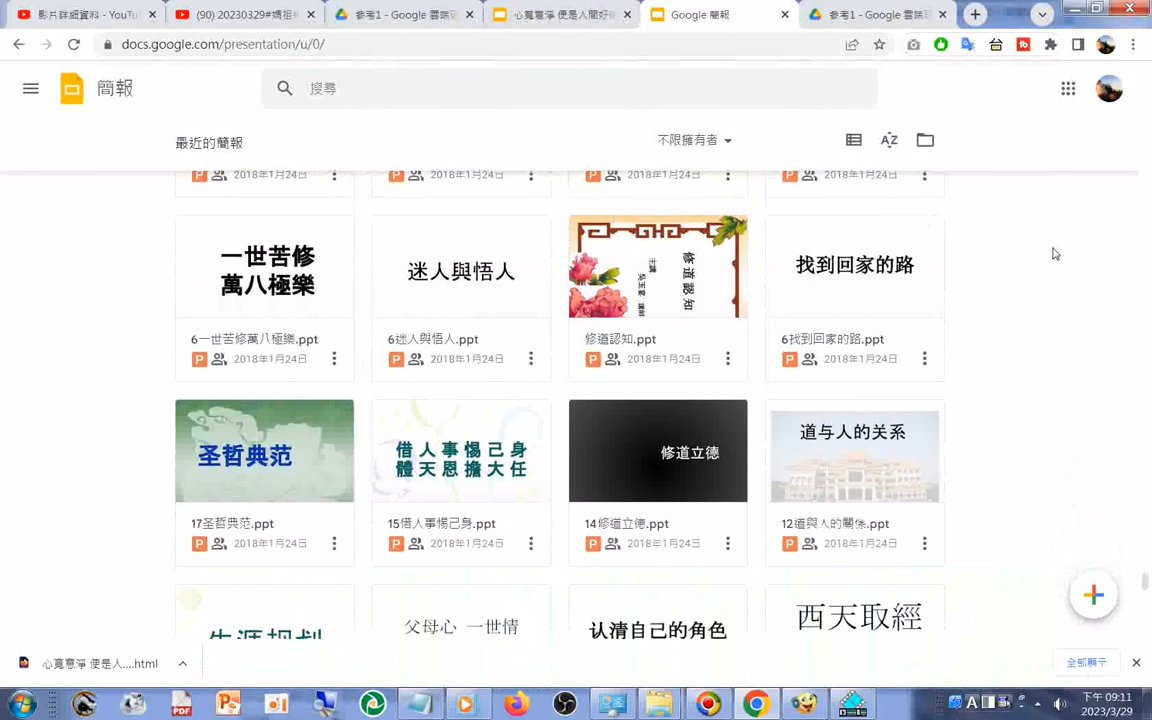 影片詳細資料 - YouTu
(90) 20230329#媽祖
參考1 - Google 雲端
心寬意淨 便是人間好
Google 簡報
參考1 - Google 雲端
docs.google.com/presentation/u/0/
簡報
搜尋
最近的簡報
不限擁有者
AZ
P 2018年1月24日
P 2018年1月24日
P 2018年1月24日
P 2018年1月24日
一世苦修
萬八極樂
迷人與悟人
修道認知
主講
找到回家的路
6一世苦修萬八極樂.ppt
6迷人與悟人.ppt
修道認知.ppt
6找到回家的路.ppt
P 2018年1月24日
P 2018年1月24日
P 2018年1月24日
P 2018年1月24日
圣哲典范
借人事惕己身
體天恩擔大任
修道立德
道与人的关系
17圣哲典范.ppt
15借人事惕己身.ppt
14修道立德.ppt
12道與人的關係.ppt
P 2018年1月24日
P 2018年1月24日
P 2018年1月24日
P 2018年1月24日
生涯规划
父母心 一世情
认清自己的角色
西天取經
心寬意淨 便是人....html
全部顯示
PDF
A
下午 09:11
2023/3/29